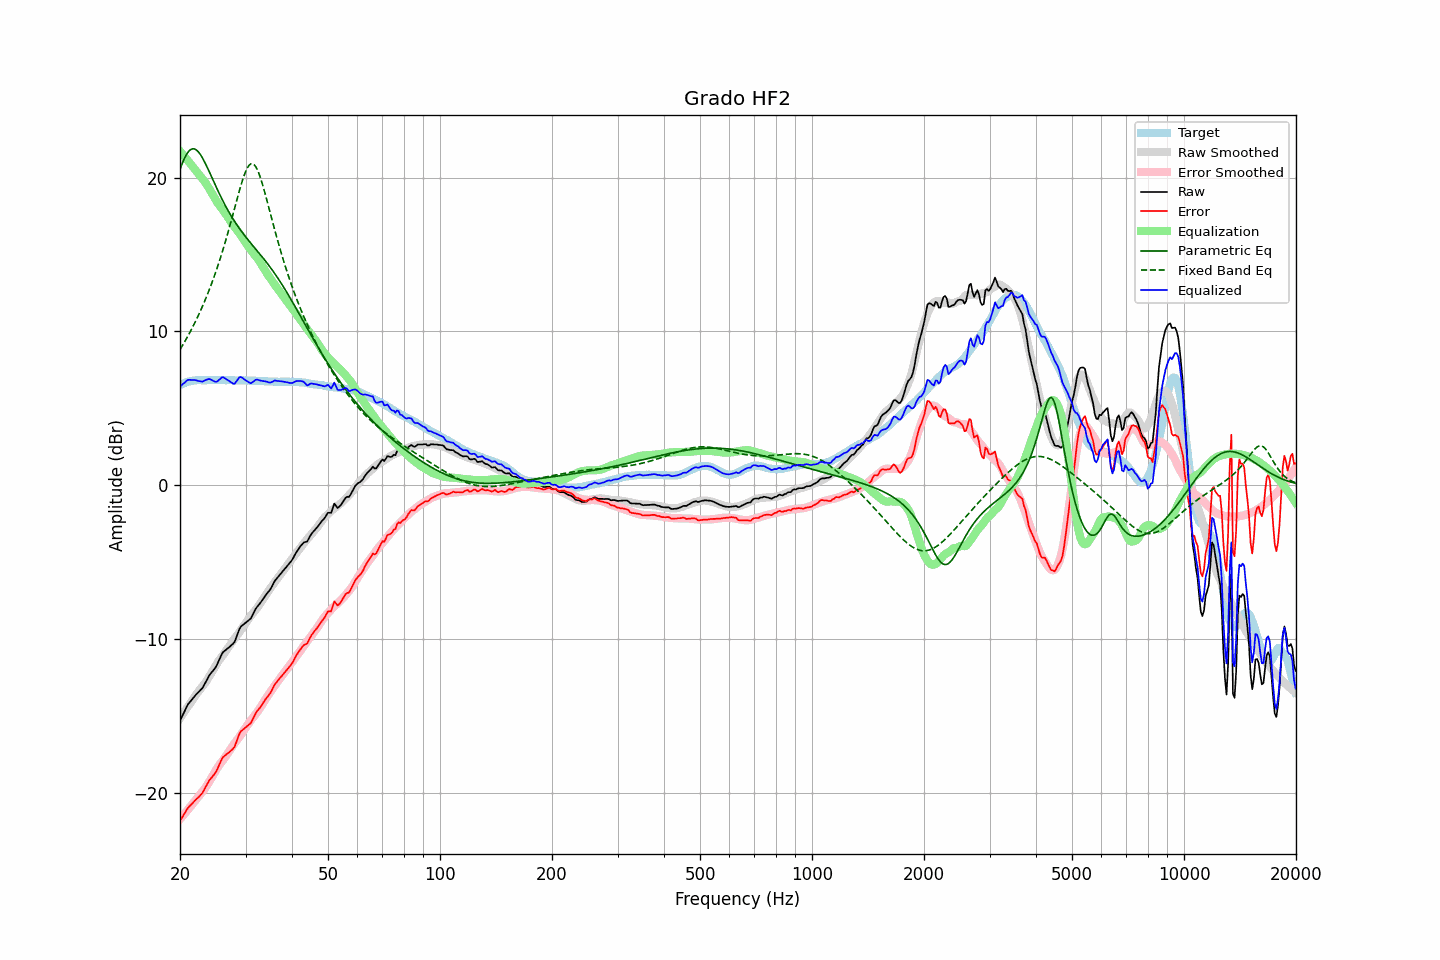 Grado HF2
Target
Raw Smoothed
Error Smoothed
Raw
Error
Equalization
Parametric Eq
Fixed Band Eq
Equalized
Amplitude (dBr)
20
10
0
−10
−20
20 50 100 200 500 1000 2000 5000 10000 20000
Frequency (Hz)